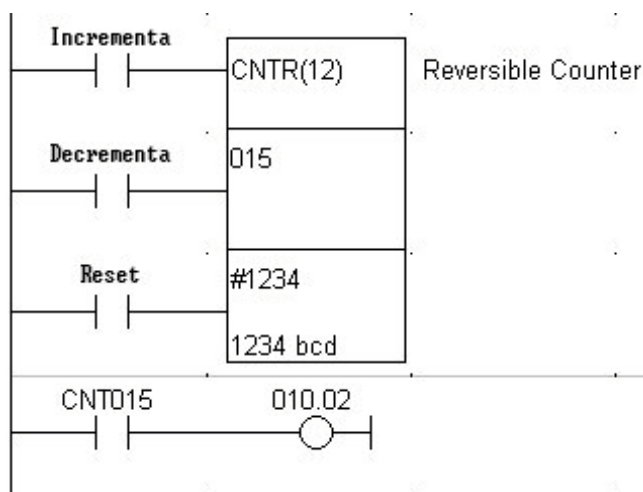 Incrementa
CNTR(12)
Reversible Counter
Decrementa
015
Reset
#1234
1234 bcd
CNT015
010.02